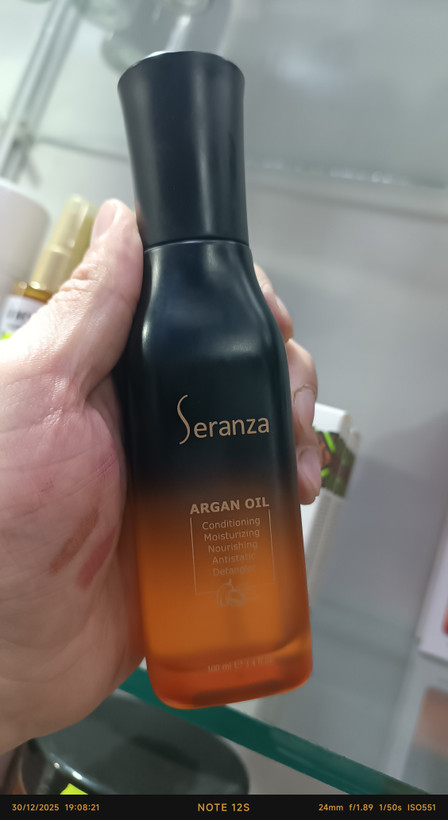 Seranza
ARGAN OIL
Conditioning
Moisturizing
Nourishing
Antistatic
30/12/2025 19:08:21
NOTE 12S
24mm f/1.89 1/50s ISO551